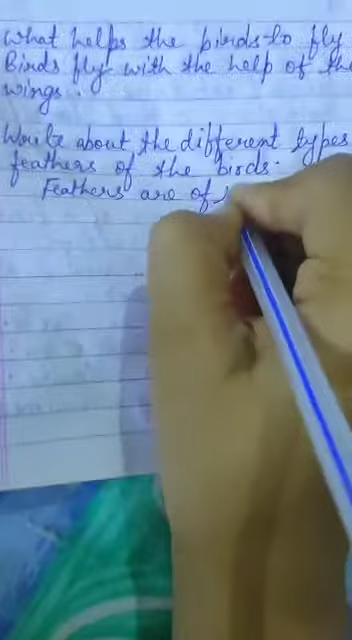 What helps the birds to fly
Birds fly with the help of the
wings.
Write about the different types
feathers of the birds.
Feathers are of